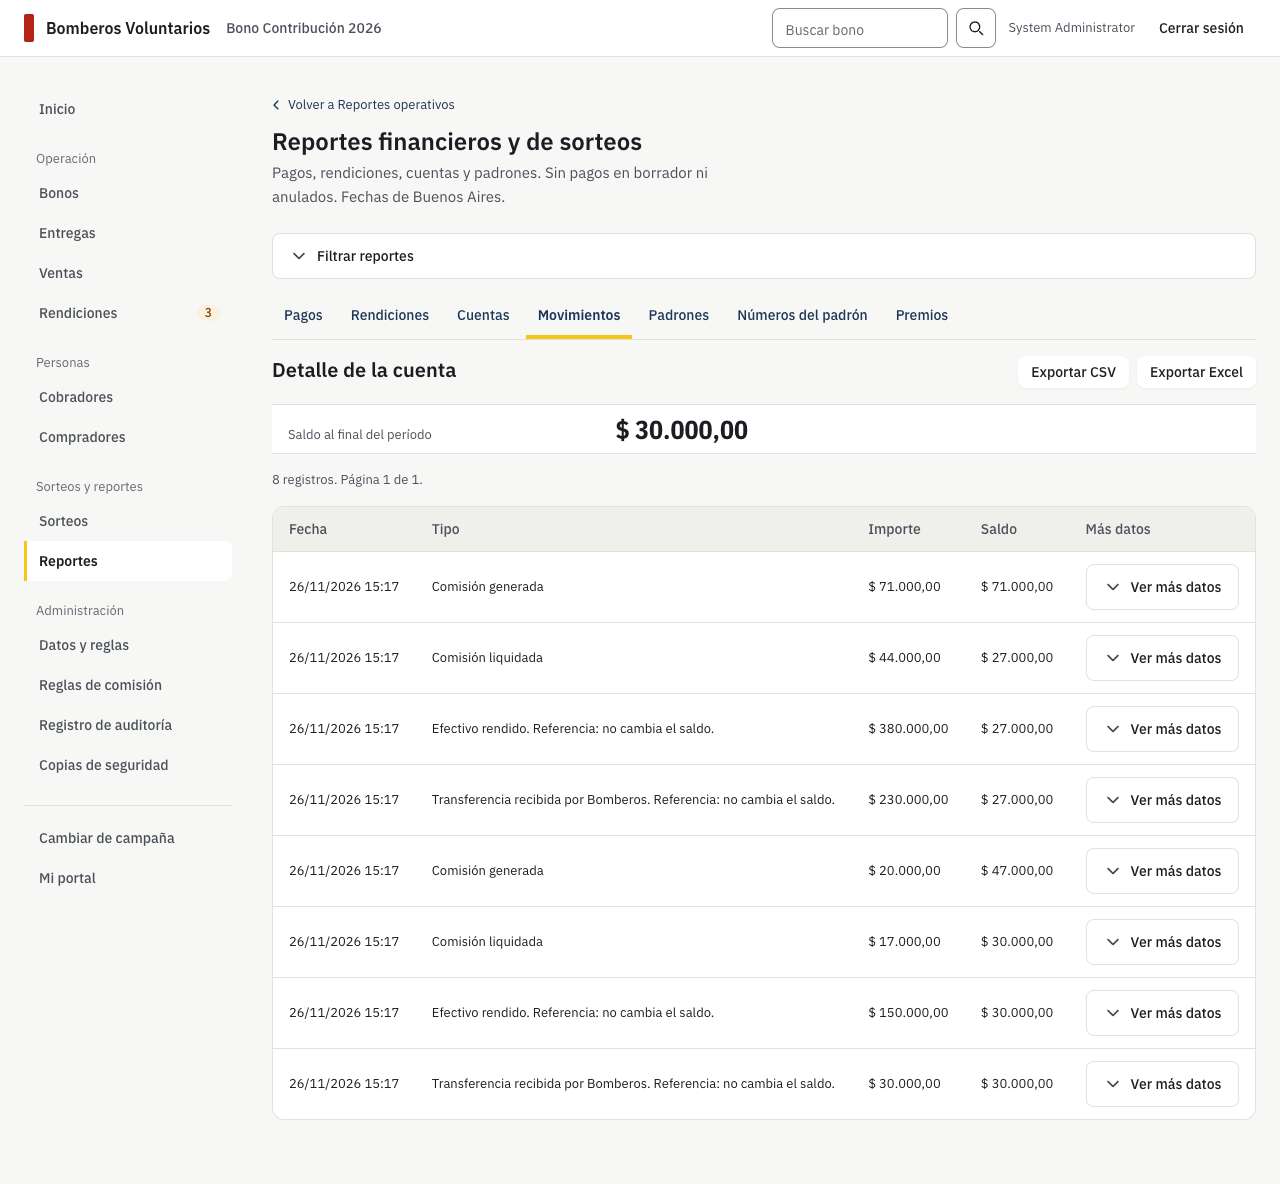 Bomberos Voluntarios Bono Contribución 2026 Buscar bono System Administrator Cerrar sesión
Inicio
Operación
Bonos
Entregas
Ventas
Rendiciones 3
Personas
Cobradores
Compradores
Sorteos y reportes
Sorteos
Reportes
Administración
Datos y reglas
Reglas de comisión
Registro de auditoría
Copias de seguridad
Cambiar de campaña
Mi portal
Volver a Reportes operativos
Reportes financieros y de sorteos
Pagos, rendiciones, cuentas y padrones. Sin pagos en borrador ni
anulados. Fechas de Buenos Aires.
Filtrar reportes
Pagos Rendiciones Cuentas Movimientos Padrones Números del padrón Premios
Detalle de la cuenta Exportar CSV Exportar Excel
Saldo al final del período $ 30.000,00
8 registros. Página 1 de 1.
Fecha Tipo Importe Saldo Más datos
26/11/2026 15:17 Comisión generada $ 71.000,00 $ 71.000,00 Ver más datos
26/11/2026 15:17 Comisión liquidada $ 44.000,00 $ 27.000,00 Ver más datos
26/11/2026 15:17 Efectivo rendido. Referencia: no cambia el saldo. $ 380.000,00 $ 27.000,00 Ver más datos
26/11/2026 15:17 Transferencia recibida por Bomberos. Referencia: no cambia el saldo. $ 230.000,00 $ 27.000,00 Ver más datos
26/11/2026 15:17 Comisión generada $ 20.000,00 $ 47.000,00 Ver más datos
26/11/2026 15:17 Comisión liquidada $ 17.000,00 $ 30.000,00 Ver más datos
26/11/2026 15:17 Efectivo rendido. Referencia: no cambia el saldo. $ 150.000,00 $ 30.000,00 Ver más datos
26/11/2026 15:17 Transferencia recibida por Bomberos. Referencia: no cambia el saldo. $ 30.000,00 $ 30.000,00 Ver más datos